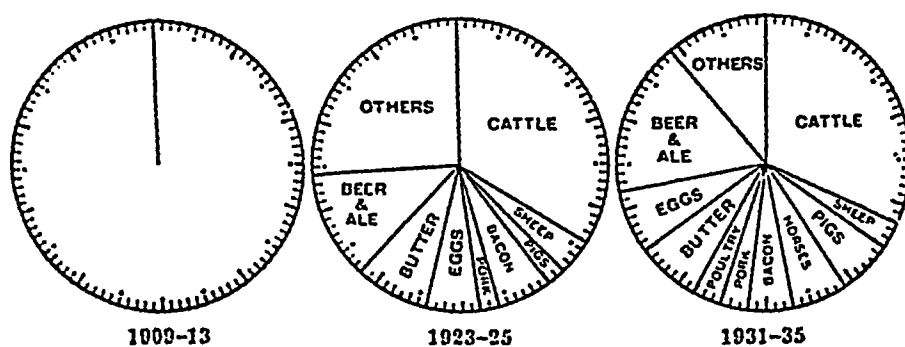 OTHERS
CATTLE
BEER
&
ALE
BUTTER
EGGS
PORK
BACON
PIGS
SHEEP
OTHERS
CATTLE
BEER
&
ALE
EGGS
BUTTER
POULTRY
PORK
BACON
HORSES
PIGS
SHEEP
1909-13
1923-25
1931-35